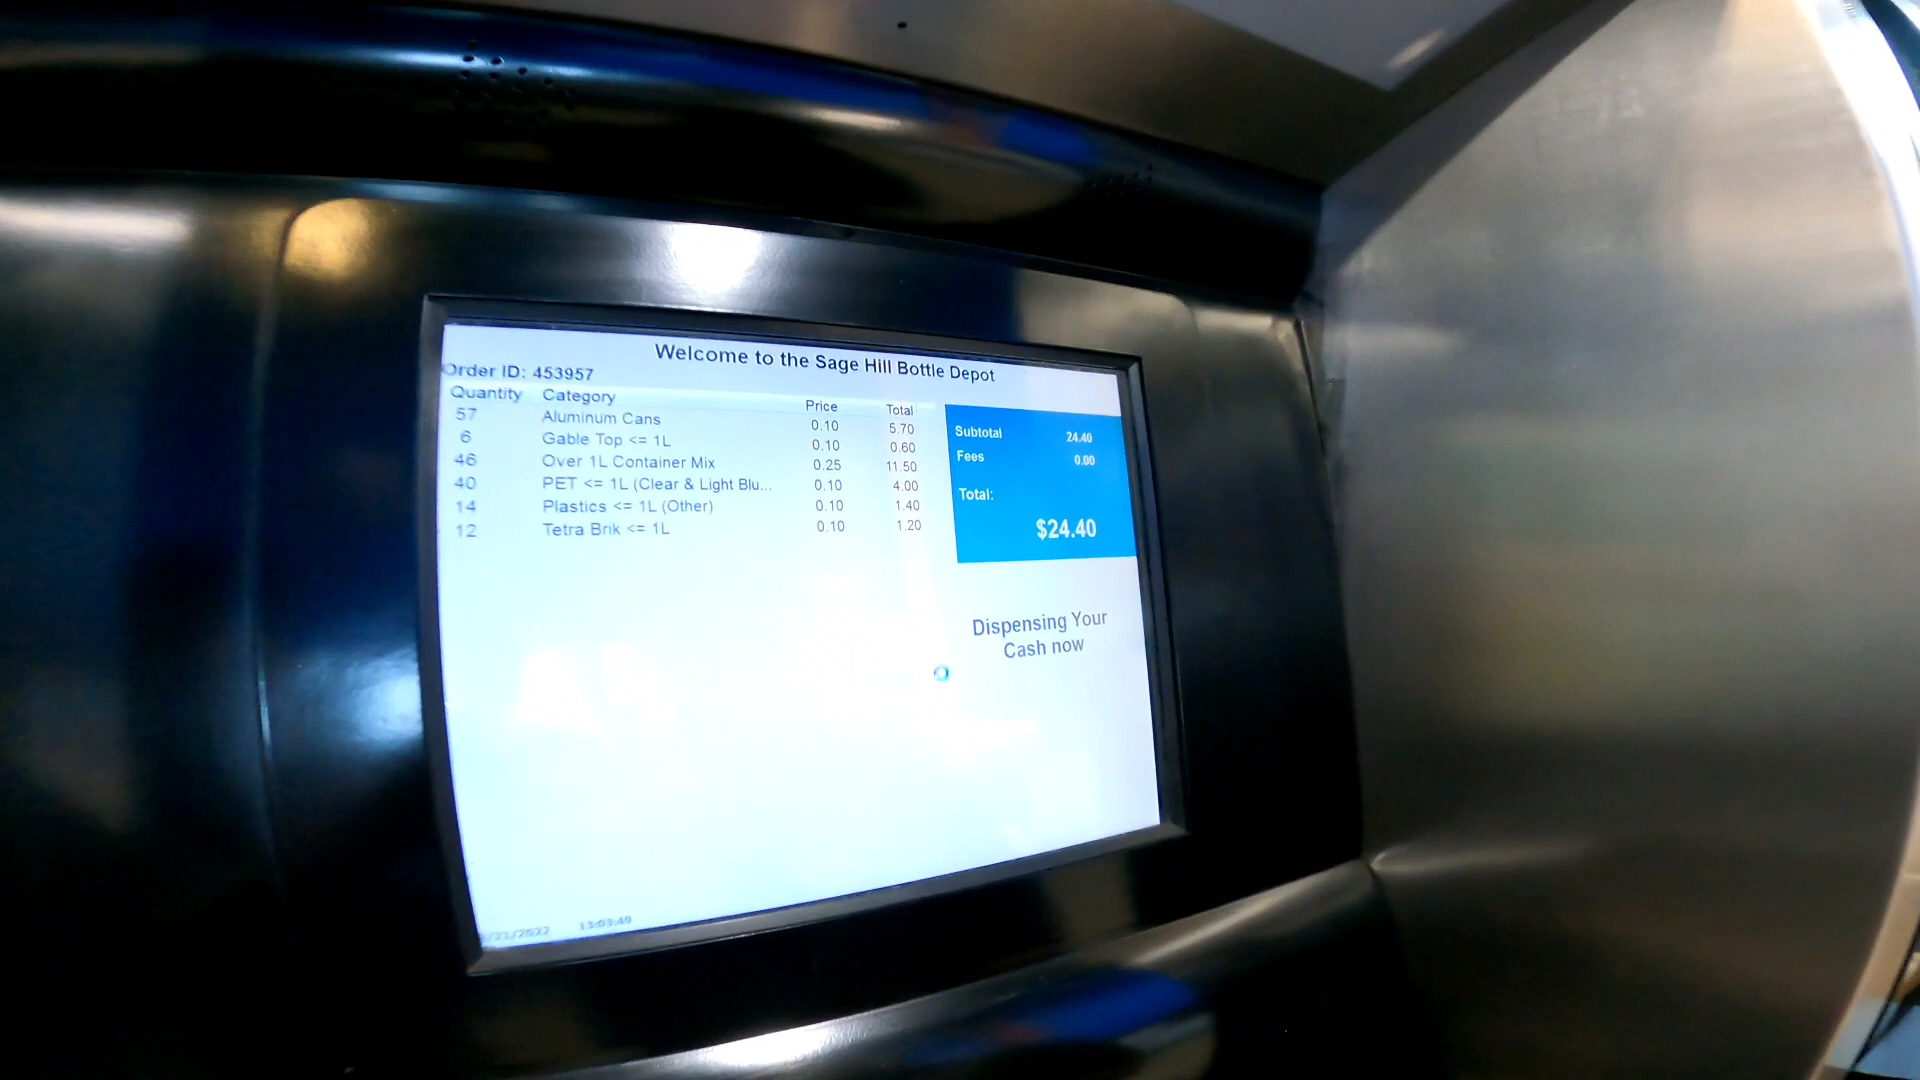 Welcome to the Sage Hill Bottle Depot
Order ID: 453957
Quantity Category Price Total
57 Aluminum Cans 0.10 5.70
6 Gable Top <= 1L 0.10 0.60
46 Over 1L Container Mix 0.25 11.50
40 PET <= 1L (Clear & Light Blu... 0.10 4.00
14 Plastics <= 1L (Other) 0.10 1.40
12 Tetra Brik <= 1L 0.10 1.20
Subtotal 24.40
Fees 0.00
Total:
$24.40
Dispensing Your
Cash now
13:03:49